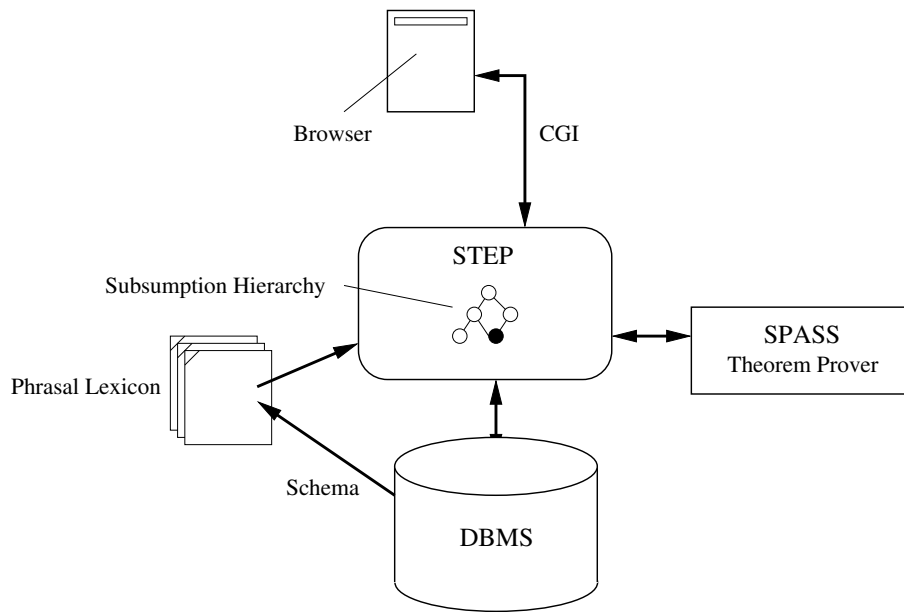 Browser
CGI
STEP
Subsumption Hierarchy
SPASS
Theorem Prover
Phrasal Lexicon
Schema
DBMS